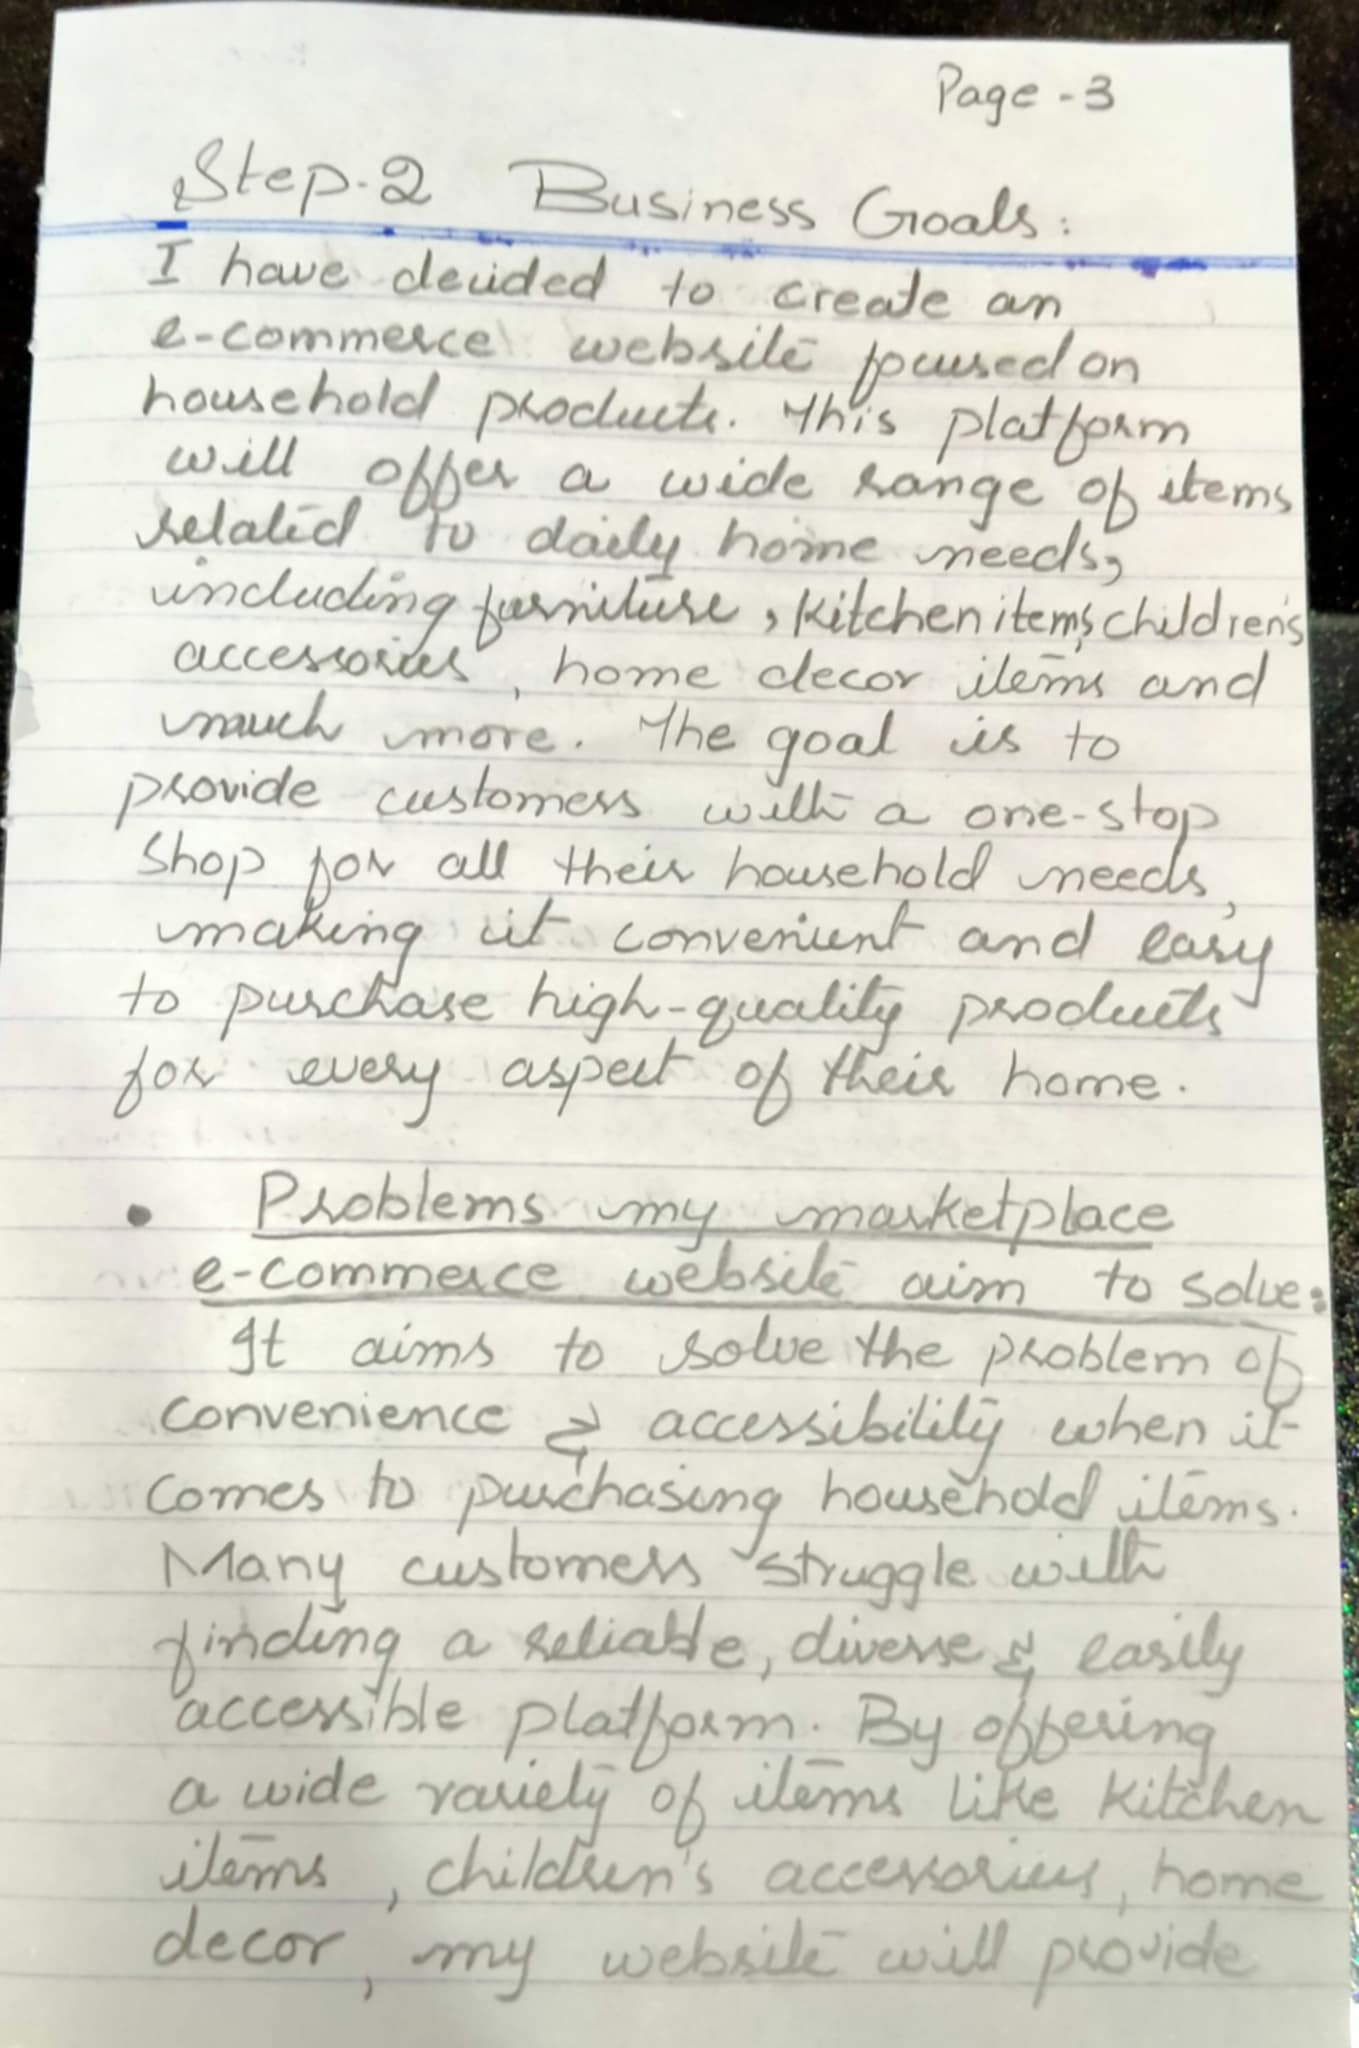 Page - 3
Step-2 Business Goals:
I have decided to create an
e-commerce website focused on
household products. This platform
will offer a wide range of items
related to daily home needs,
including furniture, kitchen items, children's
accessories, home decor items and
much more. The goal is to
provide customers with a one-stop
Shop for all their household needs,
making it convenient and easy
to purchase high-quality products
for every aspect of their home.
• Problems my marketplace
e-commerce website aim to solve:
It aims to solve the problem of
convenience & accessibility when it
comes to purchasing household items.
Many customers struggle with
finding a reliable, diverse & easily
accessible platform. By offering
a wide variety of items like kitchen
items, children's accessories, home
decor, my website will provide